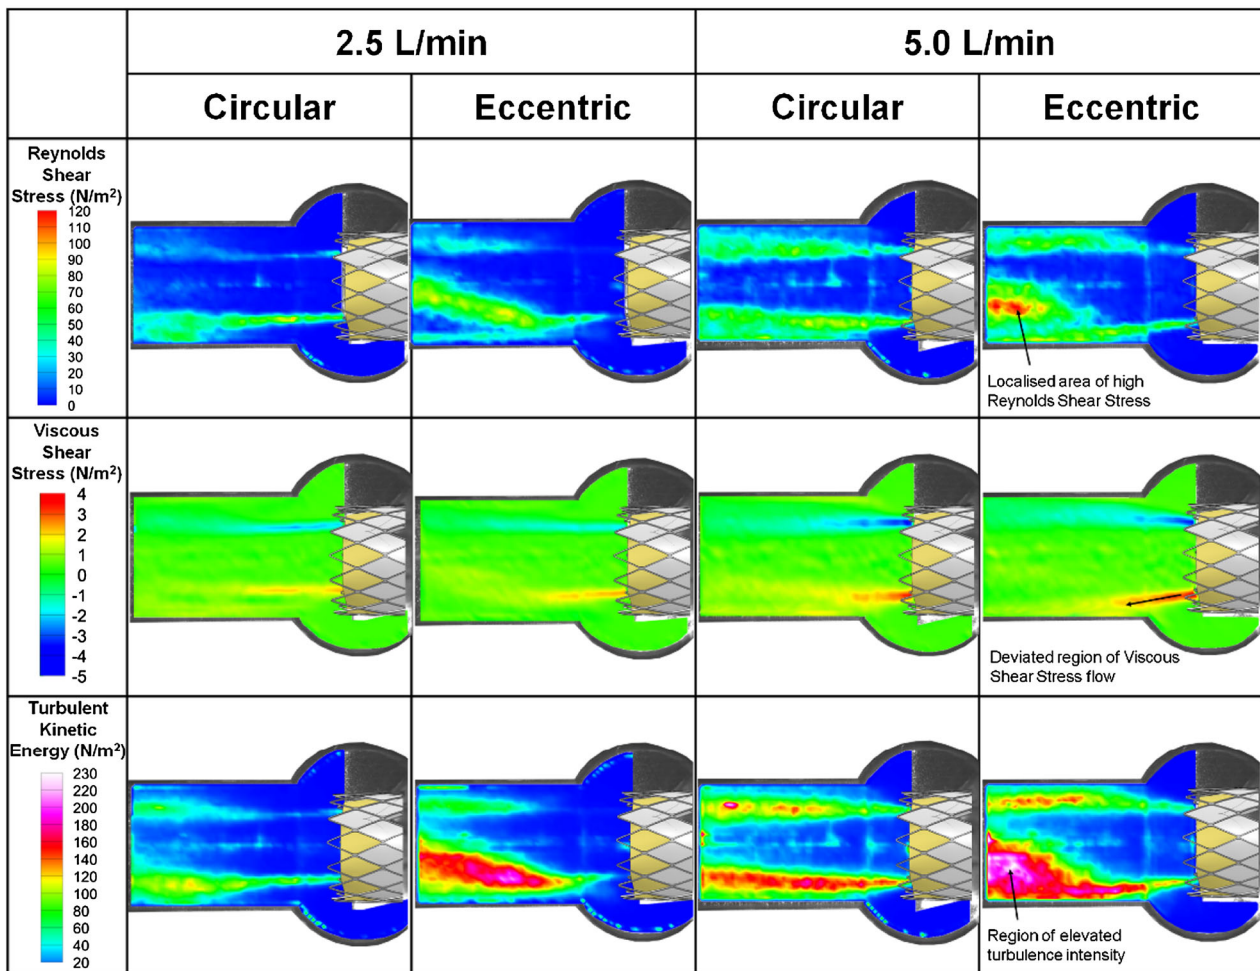 2.5 L/min
5.0 L/min
Circular
Eccentric
Circular
Eccentric
Reynolds
Shear
Stress (N/m²)
120
110
100
90
80
70
60
50
40
30
20
10
0
Localised area of high
Reynolds Shear Stress
Viscous
Shear
Stress (N/m²)
4
3
2
1
0
-1
-2
-3
-4
-5
Deviated region of Viscous
Shear Stress flow
Turbulent
Kinetic
Energy (N/m²)
230
220
200
180
160
140
120
100
80
60
40
20
Region of elevated
turbulence intensity